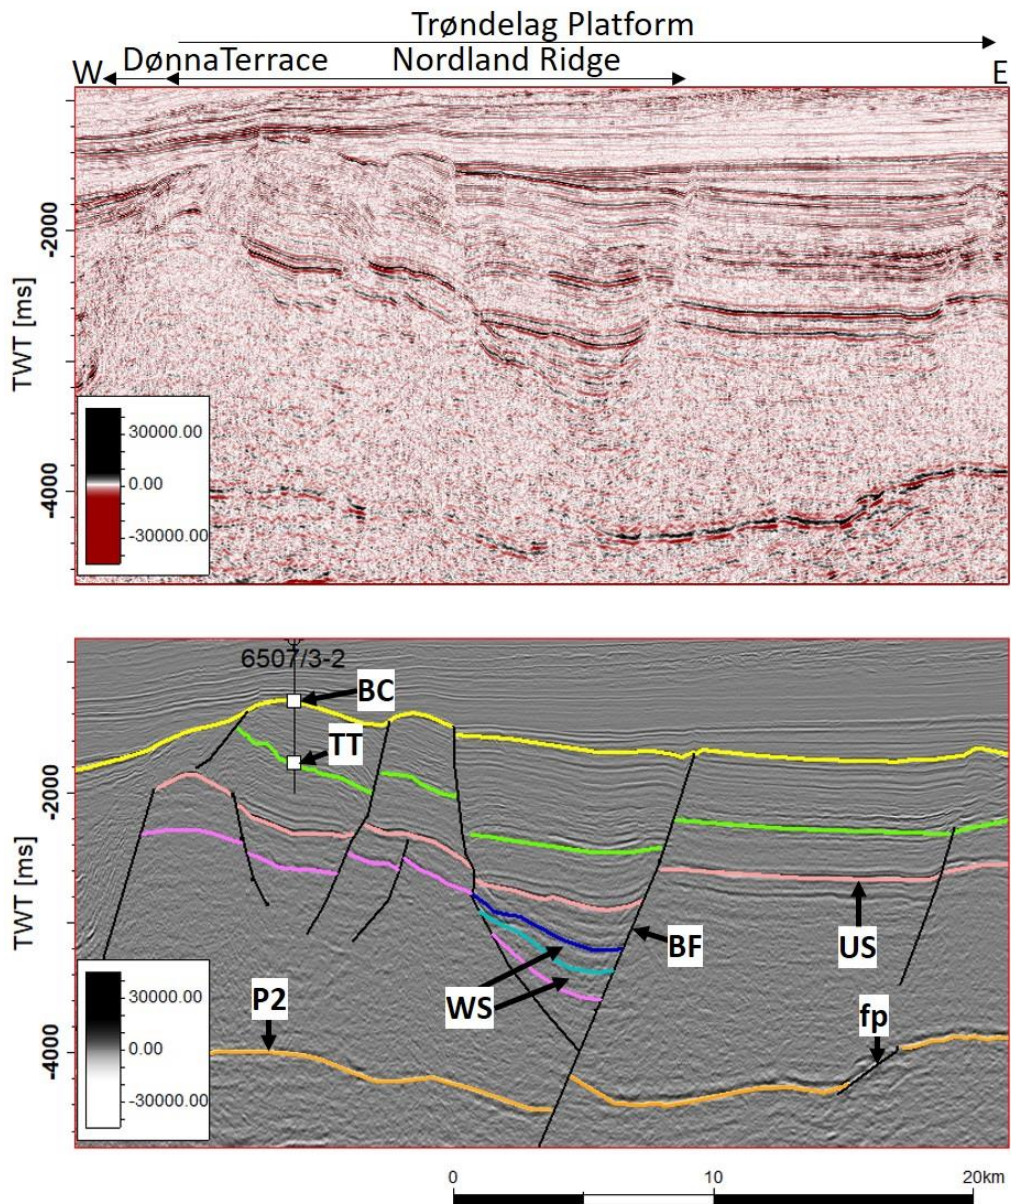 Trøndelag Platform
W DønnaTerrace Nordland Ridge E
-2000
TWT [ms]
30000.00
0.00
-4000
-30000.00
6507/3-2
BC
TT
-2000
TWT [ms]
BF
US
WS
30000.00
P2
fp
0.00
-4000
-30000.00
0 10 20km